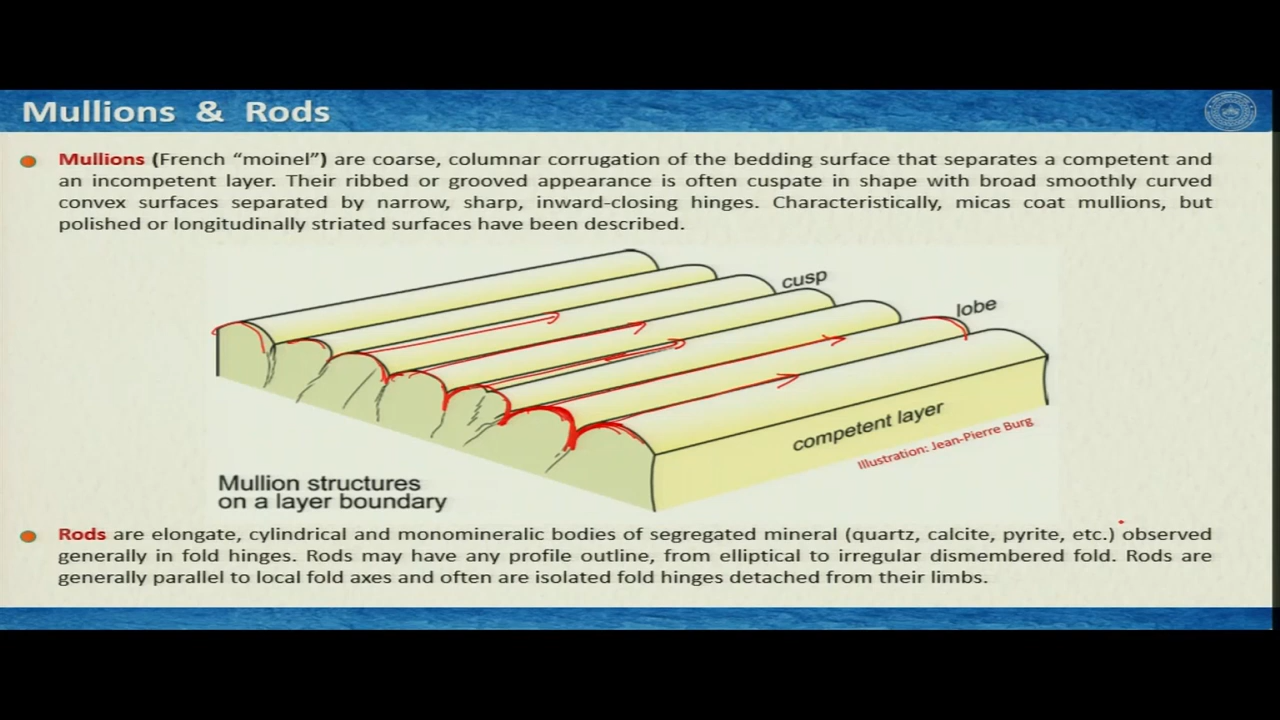 Mullions & Rods
Mullions (French “moinel”) are coarse, columnar corrugation of the bedding surface that separates a competent and
an incompetent layer. Their ribbed or grooved appearance is often cuspate in shape with broad smoothly curved
convex surfaces separated by narrow, sharp, inward-closing hinges. Characteristically, micas coat mullions, but
polished or longitudinally striated surfaces have been described.
cusp
lobe
competent layer
Illustration: Jean-Pierre Burg
Mullion structures
on a layer boundary
Rods are elongate, cylindrical and monomineralic bodies of segregated mineral (quartz, calcite, pyrite, etc.) observed
generally in fold hinges. Rods may have any profile outline, from elliptical to irregular dismembered fold. Rods are
generally parallel to local fold axes and often are isolated fold hinges detached from their limbs.